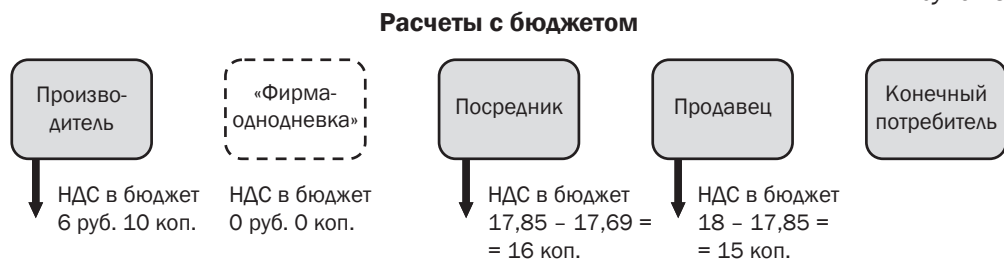 Расчеты с бюджетом
Произво-
дитель
«Фирма-
однодневка»
Посредник
Продавец
Конечный
потребитель
НДС в бюджет
6 руб. 10 коп.
НДС в бюджет
0 руб. 0 коп.
НДС в бюджет
17,85 – 17,69 =
= 16 коп.
НДС в бюджет
18 – 17,85 =
= 15 коп.